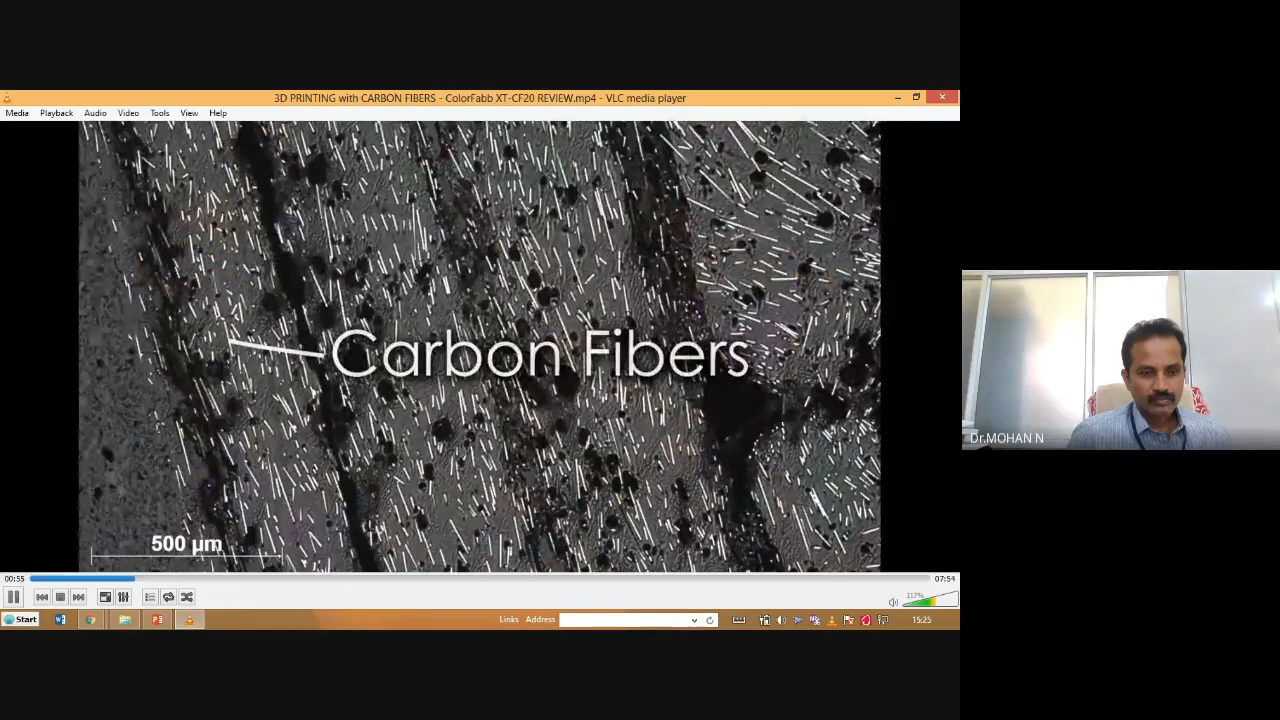 3D PRINTING with CARBON FIBERS - ColorFabb XT-CF20 REVIEW.mp4 - VLC media player
Media Playback Audio Video Tools View Help
Carbon Fibers
Dr.MOHAN N
500 µm
00:55
07:54
117%
Start
Links Address
15:25